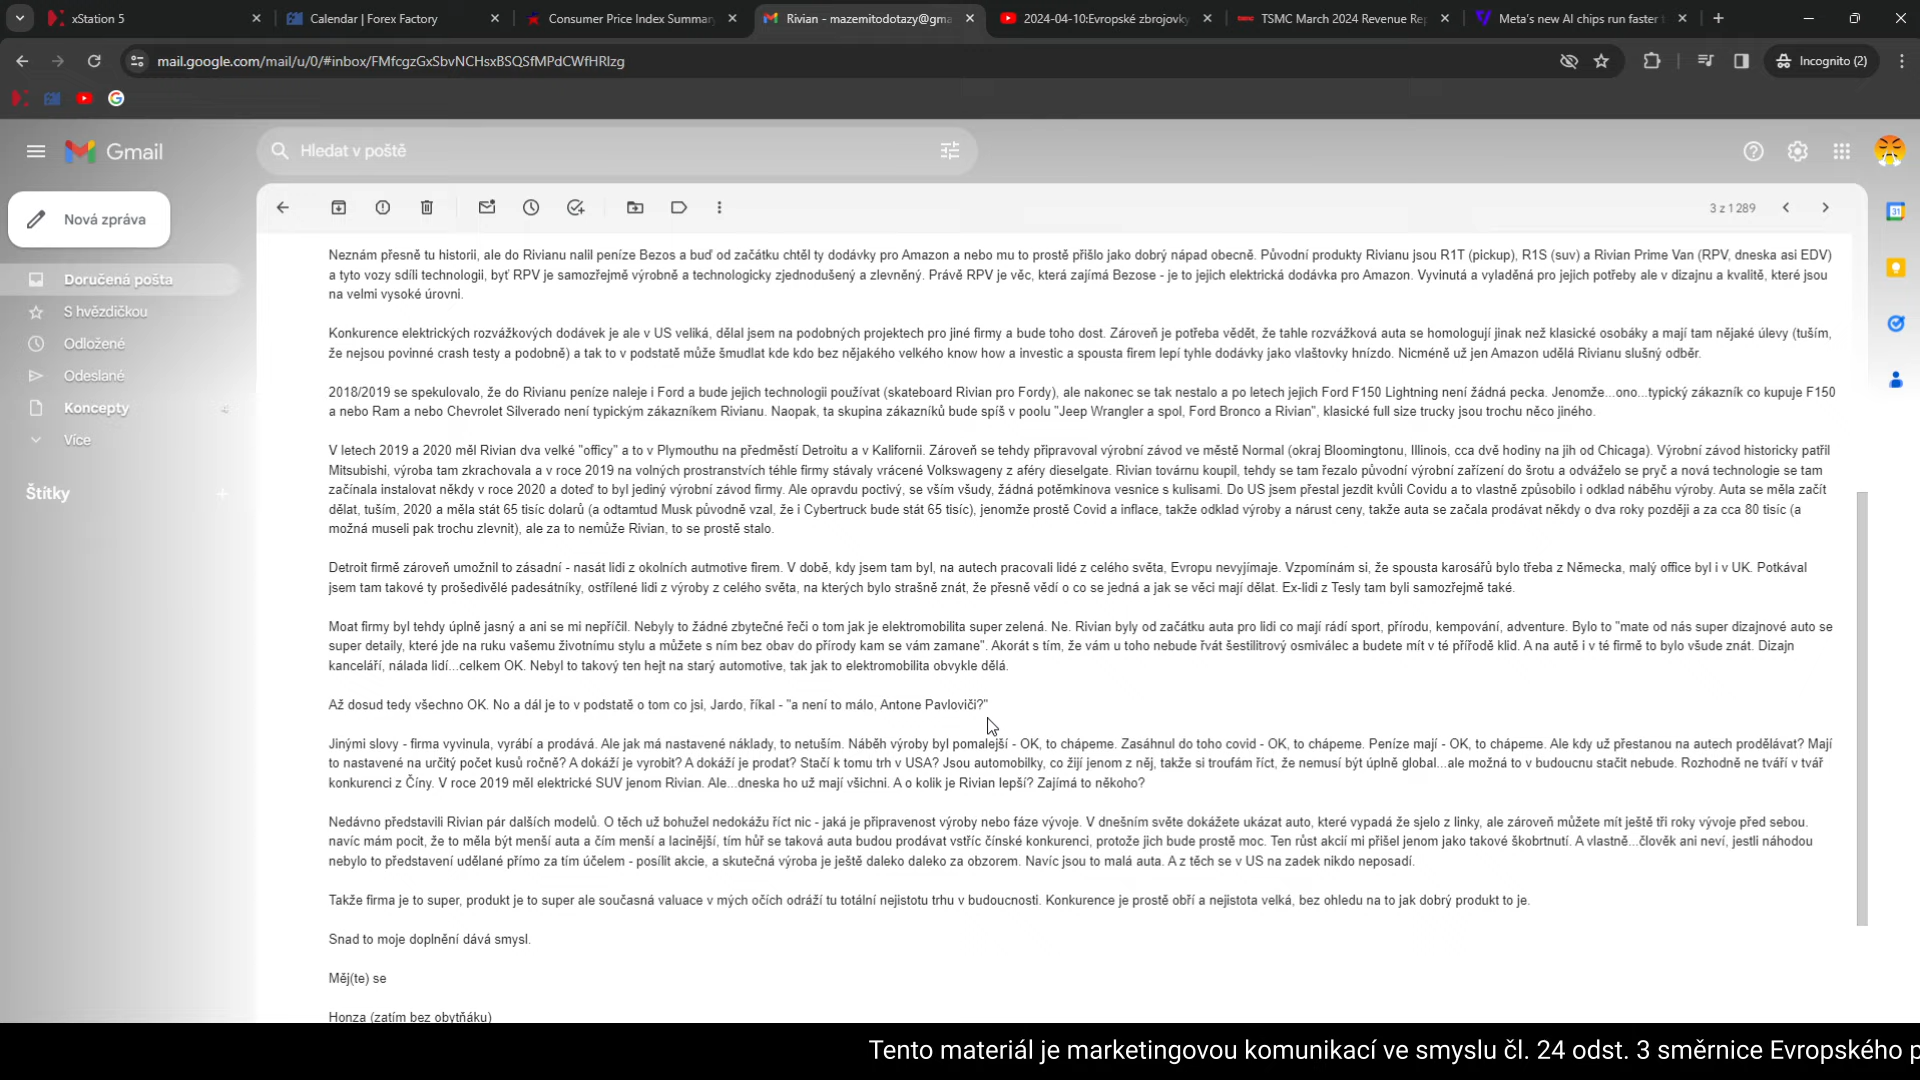 xStation 5
Calendar | Forex Factory
Consumer Price Index Summary
Rivian - mazemitodotazy@gma
2024-04-10:Evropské zbrojovky
TSMC March 2024 Revenue Rep
Meta's new AI chips run faster
mail.google.com/mail/u/0/#inbox/FMfcgzGxSbvNCHsxBSQSfMPdCWfHRlzg
Incognito (2)
Gmail
Hledat v poště
Nová zpráva
3 z 1 289
Doručená pošta
S hvězdičkou
Odložené
Odeslané
Koncepty
4
Více
Štítky
31
Neznám přesně tu historii, ale do Rivianu nalil peníze Bezos a buď od začátku chtěl ty dodávky pro Amazon a nebo mu to prostě přišlo jako dobrý nápad obecně. Původní produkty Rivianu jsou R1T (pickup), R1S (suv) a Rivian Prime Van (RPV, dneska asi EDV)
a tyto vozy sdílí technologii, byť RPV je samozřejmě výrobně a technologicky zjednodušený a zlevněný. Právě RPV je věc, která zajímá Bezose - je to jejich elektrická dodávka pro Amazon. Vyvinutá a vyladěná pro jejich potřeby ale v dizajnu a kvalitě, které jsou
na velmi vysoké úrovni.
Konkurence elektrických rozvážkových dodávek je ale v US veliká, dělal jsem na podobných projektech pro jiné firmy a bude toho dost. Zároveň je potřeba vědět, že tahle rozvážková auta se homologují jinak než klasické osobáky a mají tam nějaké úlevy (tuším,
že nejsou povinné crash testy a podobně) a tak to v podstatě může šmudlat kde kdo bez nějakého velkého know how a investic a spousta firem lepí tyhle dodávky jako vlaštovky hnízdo. Nicméně už jen Amazon udělá Rivianu slušný odběr.
2018/2019 se spekulovalo, že do Rivianu peníze naleje i Ford a bude jejich technologii používat (skateboard Rivian pro Fordy), ale nakonec se tak nestalo a po letech jejich Ford F150 Lightning není žádná pecka. Jenomže...ono...typický zákazník co kupuje F150
a nebo Ram a nebo Chevrolet Silverado není typickým zákazníkem Rivianu. Naopak, ta skupina zákazníků bude spíš v poolu "Jeep Wrangler a spol, Ford Bronco a Rivian", klasické full size trucky jsou trochu něco jiného.
V letech 2019 a 2020 měl Rivian dva velké "officy" a to v Plymouthu na předměstí Detroitu a v Kalifornii. Zároveň se tehdy připravoval výrobní závod ve městě Normal (okraj Bloomingtonu, Illinois, cca dvě hodiny na jih od Chicaga). Výrobní závod historicky patřil
Mitsubishi, výroba tam zkrachovala a v roce 2019 na volných prostranstvích téhle firmy stávaly vrácené Volkswageny z aféry dieselgate. Rivian továrnu koupil, tehdy se tam řezalo původní výrobní zařízení do šrotu a odváželo se pryč a nová technologie se tam
začínala instalovat někdy v roce 2020 a doteď to byl jediný výrobní závod firmy. Ale opravdu poctivý, se vším všudy, žádná potěmkinova vesnice s kulisami. Do US jsem přestal jezdit kvůli Covidu a to vlastně způsobilo i odklad náběhu výroby. Auta se měla začít
dělat, tuším, 2020 a měla stát 65 tisíc dolarů (a odtamtud Musk původně vzal, že i Cybertruck bude stát 65 tisíc), jenomže prostě Covid a inflace, takže odklad výroby a nárust ceny, takže auta se začala prodávat někdy o dva roky později a za cca 80 tisíc (a
možná museli pak trochu zlevnit), ale za to nemůže Rivian, to se prostě stalo.
Detroit firmě zároveň umožnil to zásadní - nasát lidi z okolních autmotive firem. V době, kdy jsem tam byl, na autech pracovali lidé z celého světa, Evropu nevyjímaje. Vzpomínám si, že spousta karosářů bylo třeba z Německa, malý office byl i v UK. Potkával
jsem tam takové ty prošedivělé padesátníky, ostřílené lidi z výroby z celého světa, na kterých bylo strašně znát, že přesně vědí o co se jedná a jak se věci mají dělat. Ex-lidi z Tesly tam byli samozřejmě také.
Moat firmy byl tehdy úplně jasný a ani se mi nepříčil. Nebyly to žádné zbytečné řeči o tom jak je elektromobilita super zelená. Ne. Rivian byly od začátku auta pro lidi co mají rádí sport, přírodu, kempování, adventure. Bylo to "mate od nás super dizajnové auto se
super detaily, které jde na ruku vašemu životnímu stylu a můžete s ním bez obav do přírody kam se vám zamane". Akorát s tím, že vám u toho nebude řvát šestilitrový osmiválec a budete mít v té přířodě klid. A na autě i v té firmě to bylo všude znát. Dizajn
kanceláří, nálada lidí...celkem OK. Nebyl to takový ten hejt na starý automotive, tak jak to elektromobilita obvykle dělá.
Až dosud tedy všechno OK. No a dál je to v podstatě o tom co jsi, Jardo, říkal - "a není to málo, Antone Pavloviči?"
Jinými slovy - firma vyvinula, vyrábí a prodává. Ale jak má nastavené náklady, to netuším. Náběh výroby byl pomalejší - OK, to chápeme. Zasáhnul do toho covid - OK, to chápeme. Peníze mají - OK, to chápeme. Ale kdy už přestanou na autech prodělávat? Mají
to nastavené na určitý počet kusů ročně? A dokáží je vyrobit? A dokáží je prodat? Stačí k tomu trh v USA? Jsou automobilky, co žijí jenom z něj, takže si troufám říct, že nemusí být úplně global...ale možná to v budoucnu stačit nebude. Rozhodně ne tváří v tvář
konkurenci z Číny. V roce 2019 měl elektrické SUV jenom Rivian. Ale...dneska ho už mají všichni. A o kolik je Rivian lepší? Zajímá to někoho?
Nedávno představili Rivian pár dalších modelů. O těch už bohužel nedokážu říct nic - jaká je připravenost výroby nebo fáze vývoje. V dnešním světe dokážete ukázat auto, které vypadá že sjelo z linky, ale zároveň můžete mít ještě tři roky vývoje před sebou.
navíc mám pocit, že to měla být menší auta a čím menší a lacinější, tím hůř se taková auta budou prodávat vstříc čínské konkurenci, protože jich bude prostě moc. Ten růst akcií mi přišel jenom jako takové škobrtnutí. A vlastně...člověk ani neví, jestli náhodou
nebylo to představení udělané přímo za tím účelem - posílit akcie, a skutečná výroba je ještě daleko daleko za obzorem. Navíc jsou to malá auta. A z těch se v US na zadek nikdo neposadí.
Takže firma je to super, produkt je to super ale současná valuace v mých očích odráží tu totální nejistotu trhu v budoucnosti. Konkurence je prostě obří a nejistota velká, bez ohledu na to jak dobrý produkt to je.
Snad to moje doplnění dává smysl.
Měj(te) se
Honza (zatím bez obytňáku)
Tento materiál je marketingovou komunikací ve smyslu čl. 24 odst. 3 směrnice Evropského p